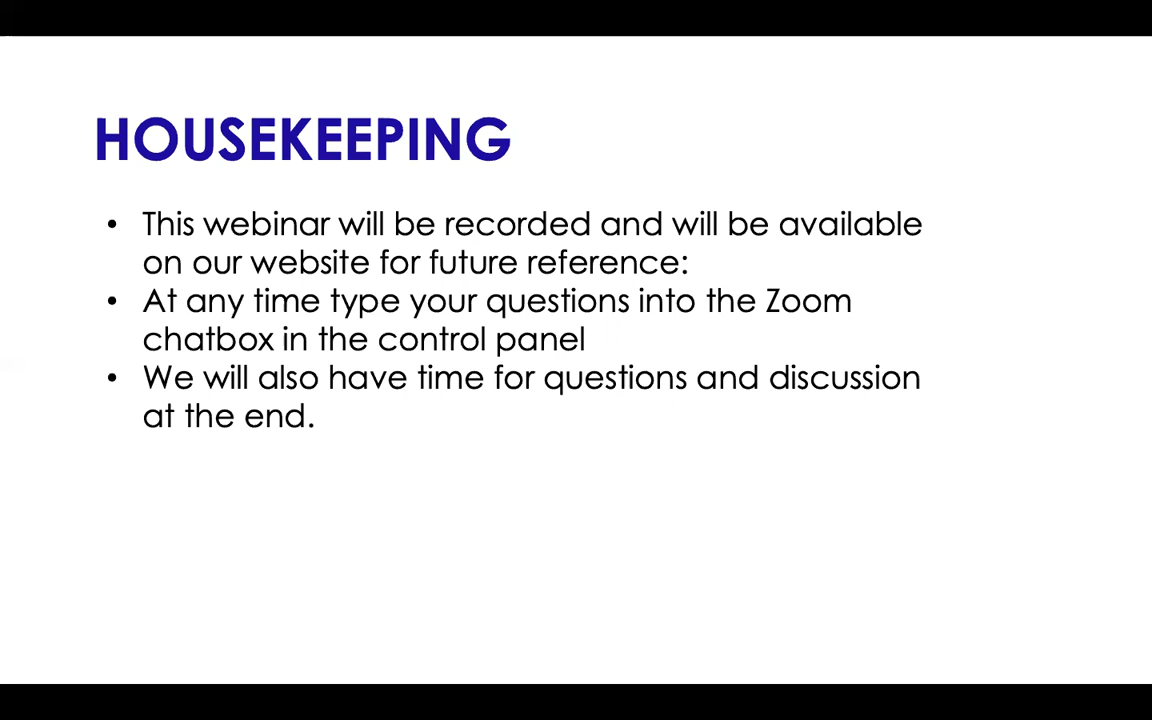 HOUSEKEEPING
• This webinar will be recorded and will be available
on our website for future reference:
• At any time type your questions into the Zoom
chatbox in the control panel
• We will also have time for questions and discussion
at the end.